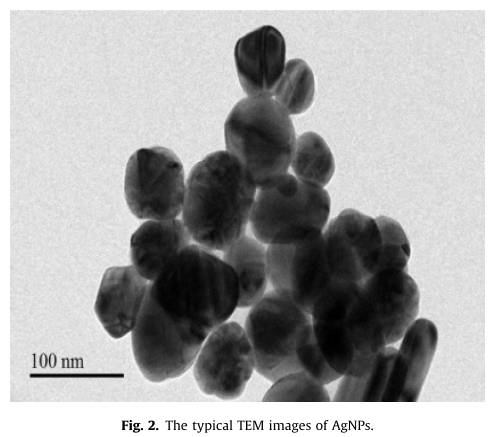 100 nm
Fig. 2. The typical TEM images of AgNPs.